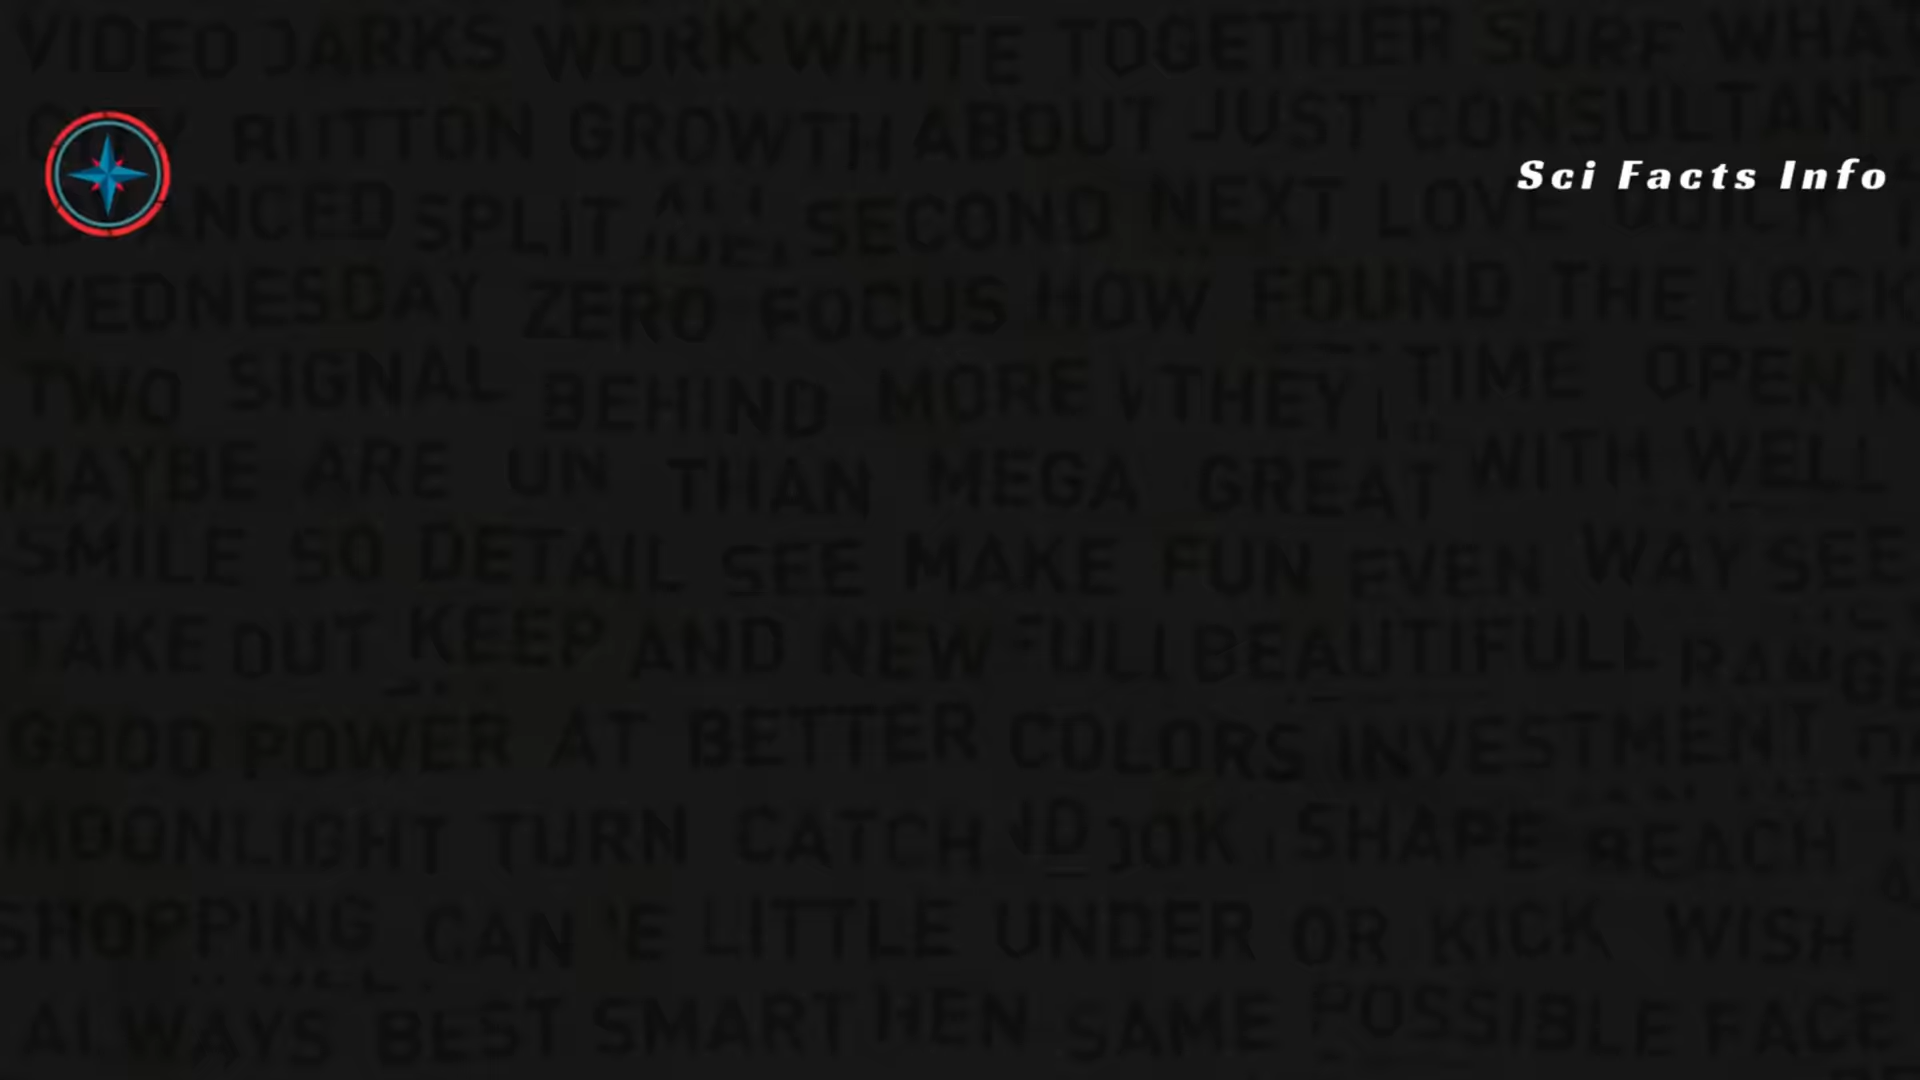 VIDEO DARKS WORK WHITE TOGETHER SURF WHAT
BUTTON GROWTH ABOUT JUST CONSULTANT
Sci Facts Info
ADVANCED SPLIT SECOND NEXT LOVE QUICK
WEDNESDAY ZERO FOCUS HOW FOUND THE LOCK
TWO SIGNAL BEHIND MORE THEY TIME OPEN N
MAYBE ARE UN THAN MEGA GREAT WITH WELL
SMILE SO DETAIL SEE MAKE FUN EVEN WAY SEE
TAKE OUT KEEP AND NEW FULL BEAUTIFULL RANGE
GOOD POWER AT BETTER COLORS INVESTMENT
MOONLIGHT TURN CATCH SHAPE REACH
SHOPPING CAN LITTLE UNDER OR KICK WISH
ALWAYS BEST SMART HEN SAME POSSIBLE FACE